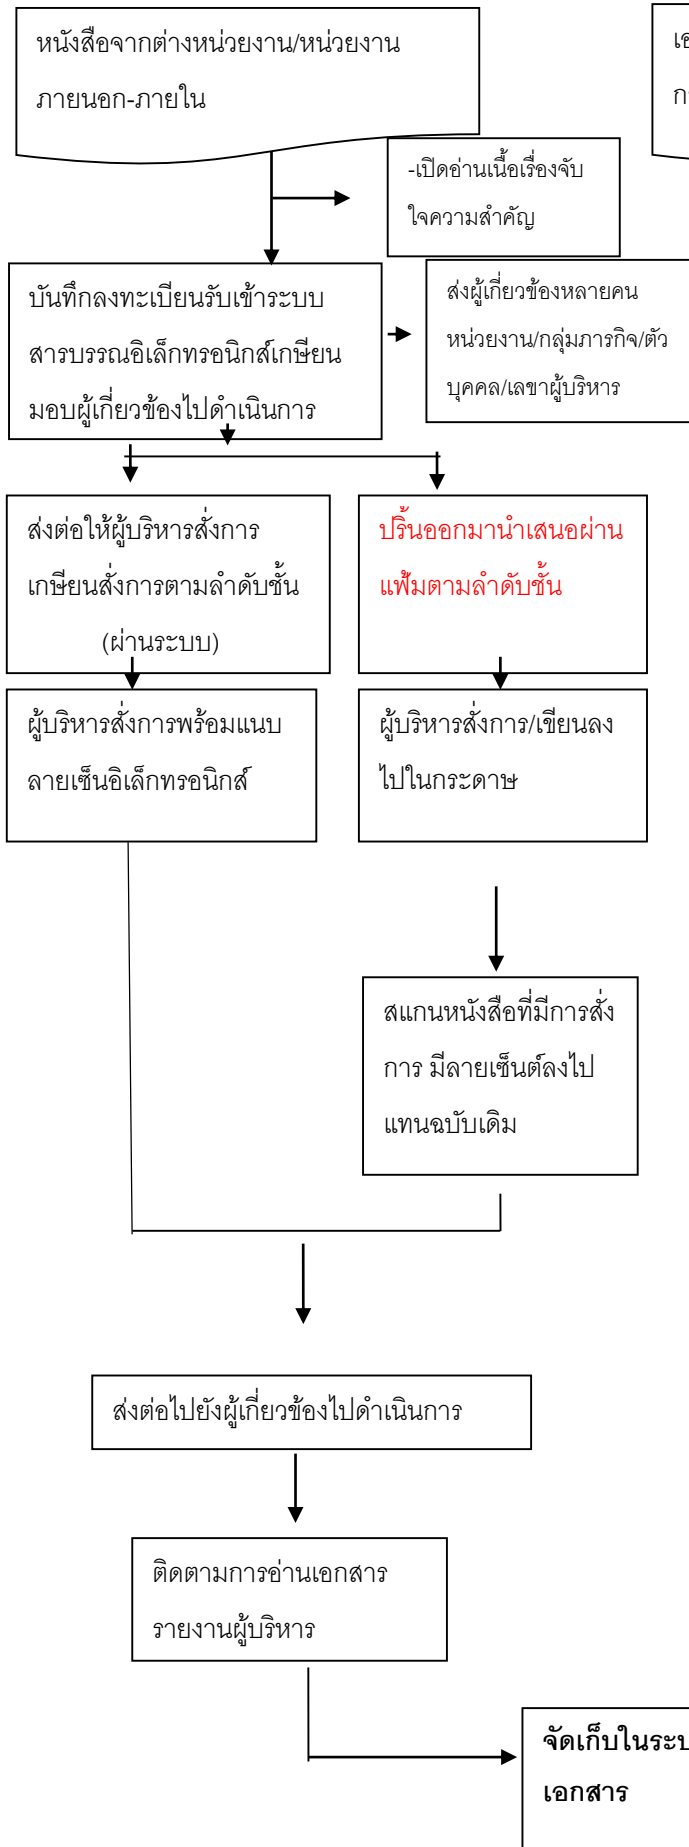 หนังสือจากต่างหน่วยงาน/หน่วยงาน
ภายนอก-ภายใน
-เปิดอ่านเนื้อเรื่องจับ
ใจความสำคัญ
บันทึกลงทะเบียนรับเข้าระบบ
สารบรรณอิเล็กทรอนิกส์เกษียน
มอบผู้เกี่ยวข้องไปดำเนินการ
ส่งผู้เกี่ยวข้องหลายคน
หน่วยงาน/กลุ่มภารกิจ/ตัว
บุคคล/เลขาผู้บริหาร
ส่งต่อให้ผู้บริหารสั่งการ
เกษียนสั่งการตามลำดับชั้น
(ผ่านระบบ)
ปริ้นออกมานำเสนอผ่าน
แฟ้มตามลำดับชั้น
ผู้บริหารสั่งการพร้อมแนบ
ลายเซ็นอิเล็กทรอนิกส์
ผู้บริหารสั่งการ/เขียนลง
ไปในกระดาษ
สแกนหนังสือที่มีการสั่ง
การ มีลายเซ็นต์ลงไป
แทนฉบับเดิม
ส่งต่อไปยังผู้เกี่ยวข้องไปดำเนินการ
ติดตามการอ่านเอกสาร
รายงานผู้บริหาร
จัดเก็บในระบ
เอกสาร